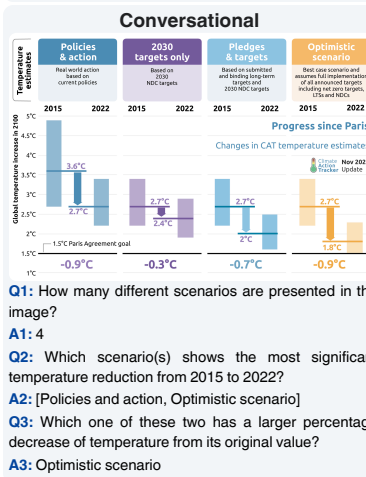 Conversational
Temperature
estimates
Policies
& action
Real world action
based on
current policies
2030
targets only
Based on
2030
NDC targets
Pledges
& targets
Based on submitted
and binding long-term
targets and
2030 NDC targets
Optimistic
scenario
Best case scenario and
assumes full implementation
of all announced targets
including net zero targets,
LTSs and NDCs
2015 2022 2015 2022 2015 2022 2015 2022
Global temperature increase in 2100
5°C
4.5°C
4°C
3.5°C
3°C
2.5°C
2°C
1.5°C
1°C
Progress since Paris
Changes in CAT temperature estimates
Climate
Action
Tracker
Nov 202
Update
3.6°C
2.7°C
2.7°C
2.4°C
2.7°C
2°C
2.7°C
1.8°C
1.5°C Paris Agreement goal
-0.9°C -0.3°C -0.7°C -0.9°C
Q1: How many different scenarios are presented in th
image?
A1: 4
Q2: Which scenario(s) shows the most significan
temperature reduction from 2015 to 2022?
A2: [Policies and action, Optimistic scenario]
Q3: Which one of these two has a larger percentag
decrease of temperature from its original value?
A3: Optimistic scenario